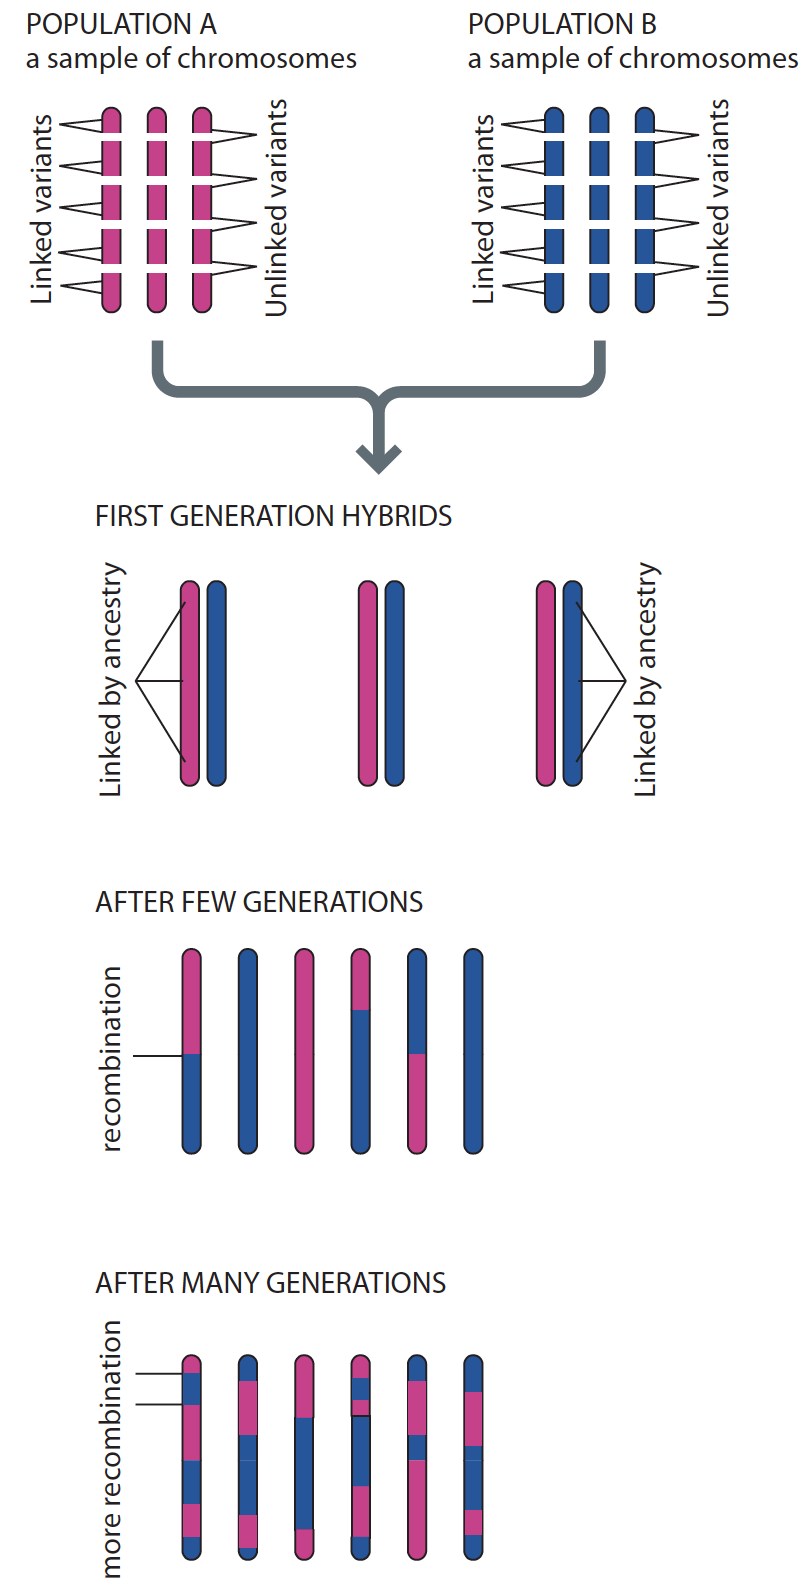 POPULATION A
a sample of chromosomes
POPULATION B
a sample of chromosomes
Linked variants
Unlinked variants
Linked variants
Unlinked variants
FIRST GENERATION HYBRIDS
Linked by ancestry
Linked by ancestry
AFTER FEW GENERATIONS
recombination
AFTER MANY GENERATIONS
more recombination